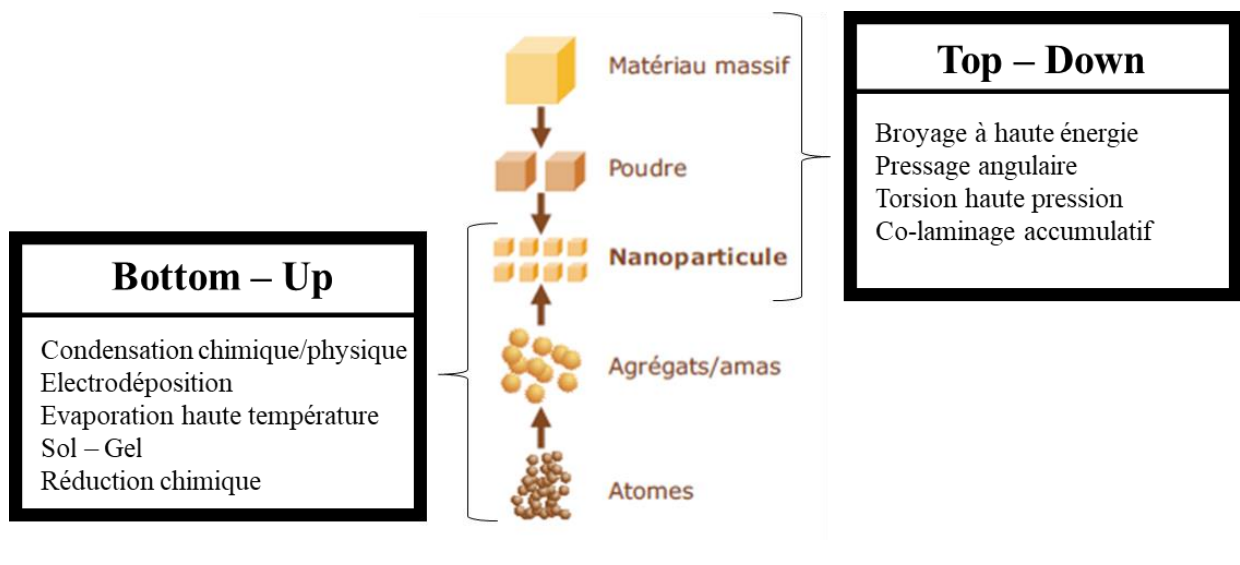 Matériau massif
Poudre
Nanoparticule
Agrégats/amas
Atomes
Top – Down
Broyage à haute énergie
Pressage angulaire
Torsion haute pression
Co-laminage accumulatif
Bottom – Up
Condensation chimique/physique
Electrodéposition
Evaporation haute température
Sol – Gel
Réduction chimique